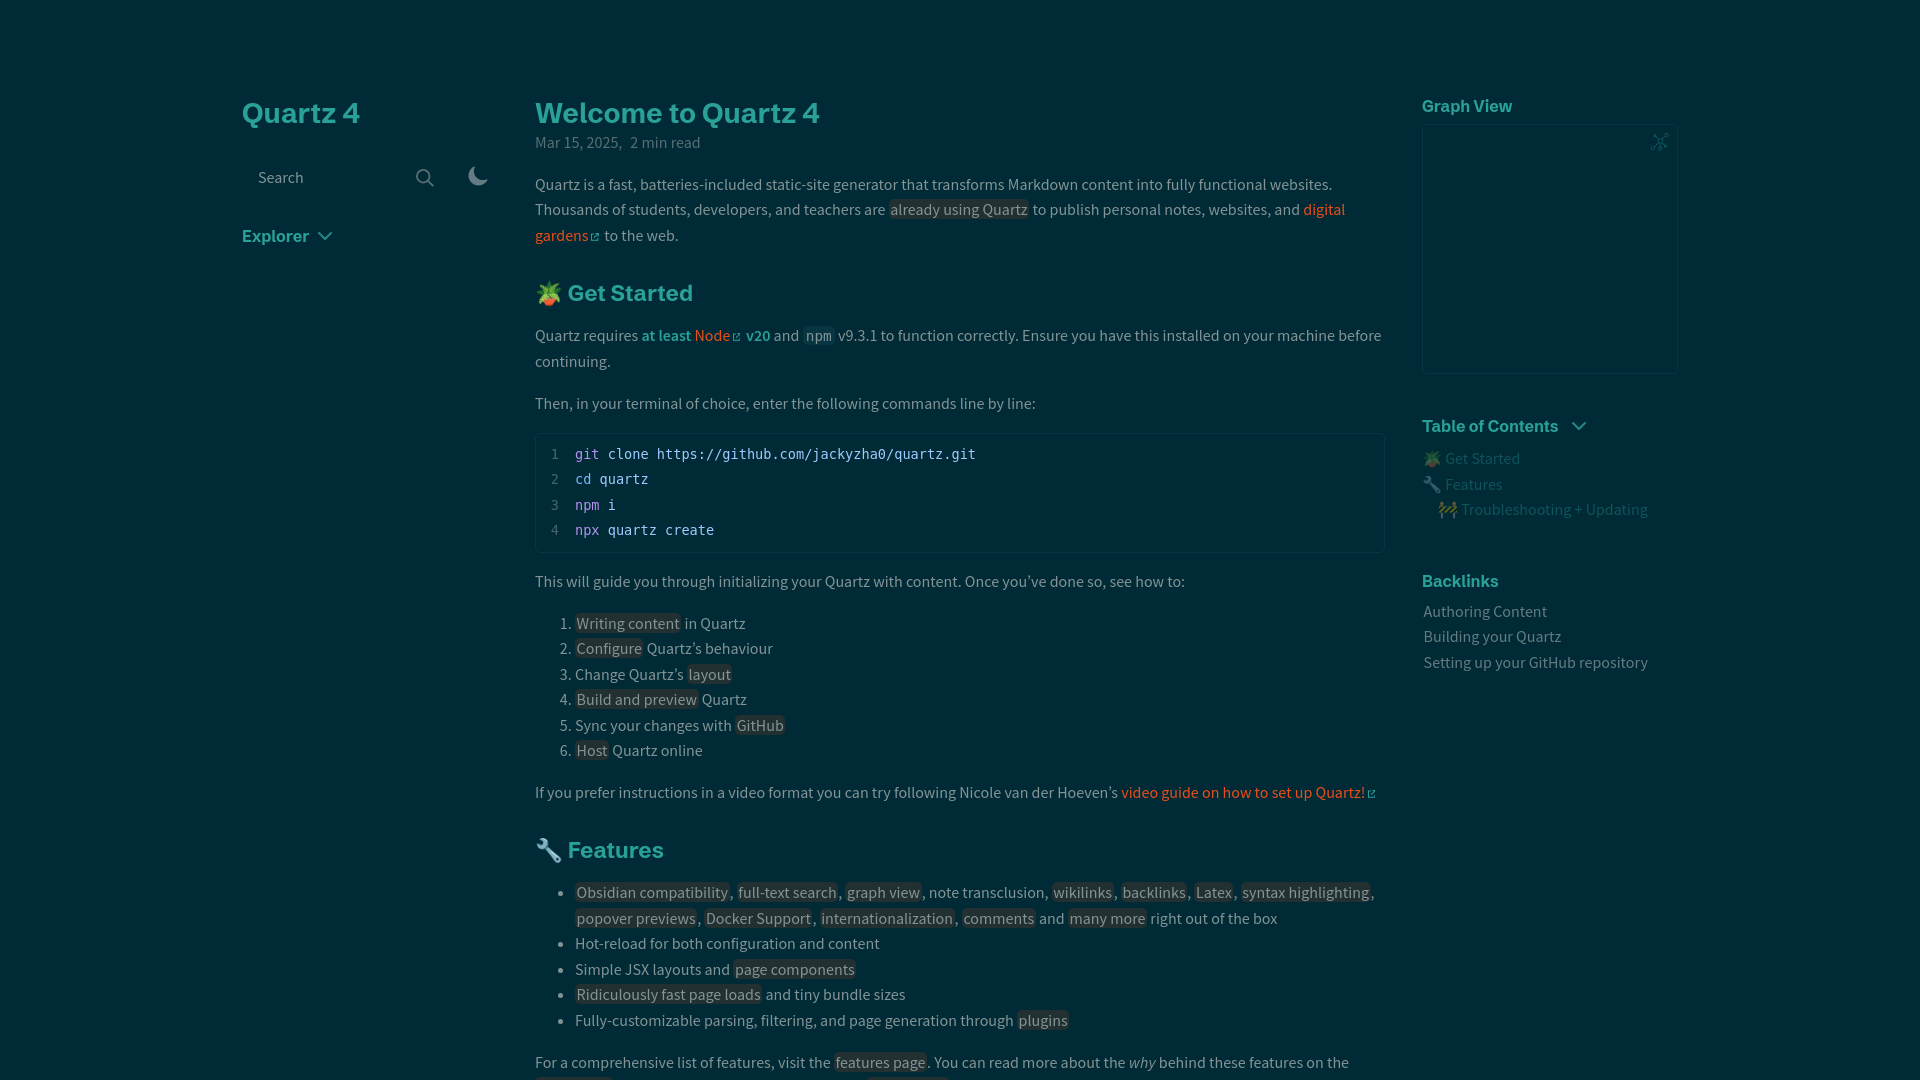 Quartz 4
Search
Explorer
Welcome to Quartz 4
Mar 15, 2025, 2 min read
Quartz is a fast, batteries-included static-site generator that transforms Markdown content into fully functional websites.
Thousands of students, developers, and teachers are already using Quartz to publish personal notes, websites, and digital
gardens to the web.
🪴 Get Started
Quartz requires at least Node v20 and npm v9.3.1 to function correctly. Ensure you have this installed on your machine before
continuing.
Then, in your terminal of choice, enter the following commands line by line:
1 git clone https://github.com/jackyzha0/quartz.git
2 cd quartz
3 npm i
4 npx quartz create
This will guide you through initializing your Quartz with content. Once you’ve done so, see how to:
1. Writing content in Quartz
2. Configure Quartz’s behaviour
3. Change Quartz’s layout
4. Build and preview Quartz
5. Sync your changes with GitHub
6. Host Quartz online
If you prefer instructions in a video format you can try following Nicole van der Hoeven’s video guide on how to set up Quartz!
🔧 Features
• Obsidian compatibility, full-text search, graph view, note transclusion, wikilinks, backlinks, Latex, syntax highlighting,
popover previews, Docker Support, internationalization, comments and many more right out of the box
• Hot-reload for both configuration and content
• Simple JSX layouts and page components
• Ridiculously fast page loads and tiny bundle sizes
• Fully-customizable parsing, filtering, and page generation through plugins
For a comprehensive list of features, visit the features page. You can read more about the why behind these features on the
Graph View
Table of Contents
🪴 Get Started
🔧 Features
🚧 Troubleshooting + Updating
Backlinks
Authoring Content
Building your Quartz
Setting up your GitHub repository